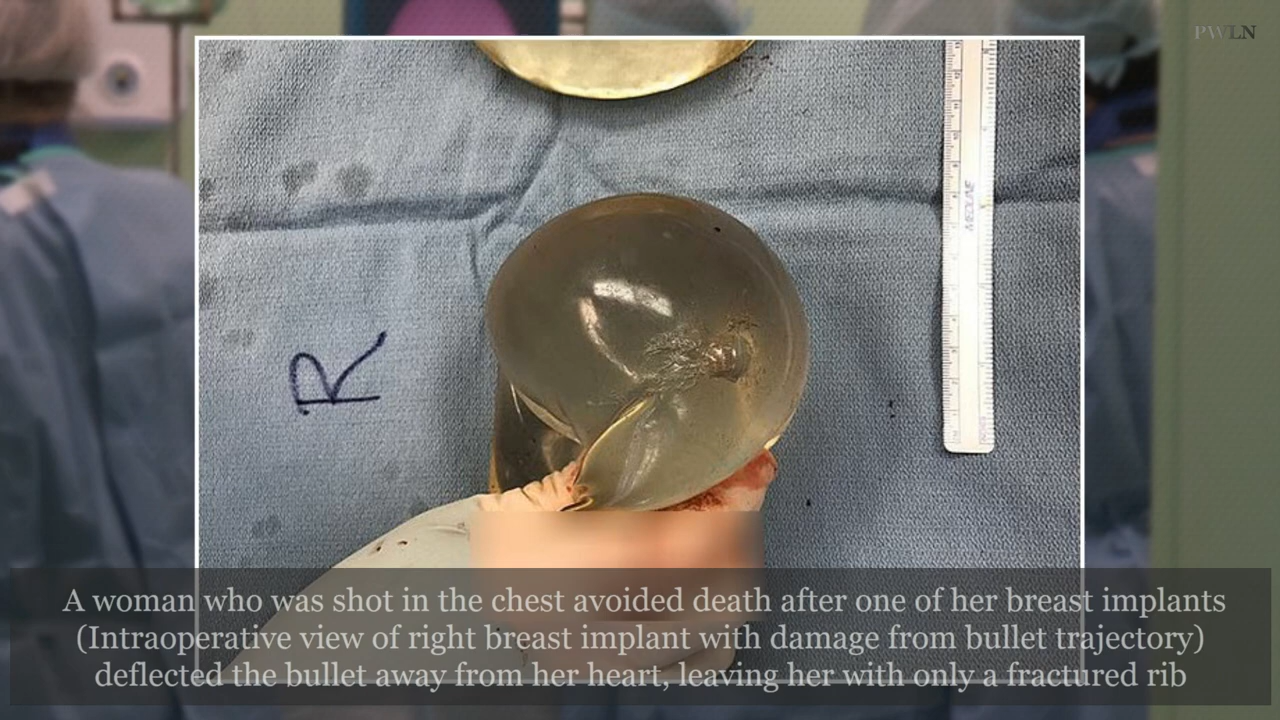 PWLN
MEDLINE
R
A woman who was shot in the chest avoided death after one of her breast implants
(Intraoperative view of right breast implant with damage from bullet trajectory)
deflected the bullet away from her heart, leaving her with only a fractured rib